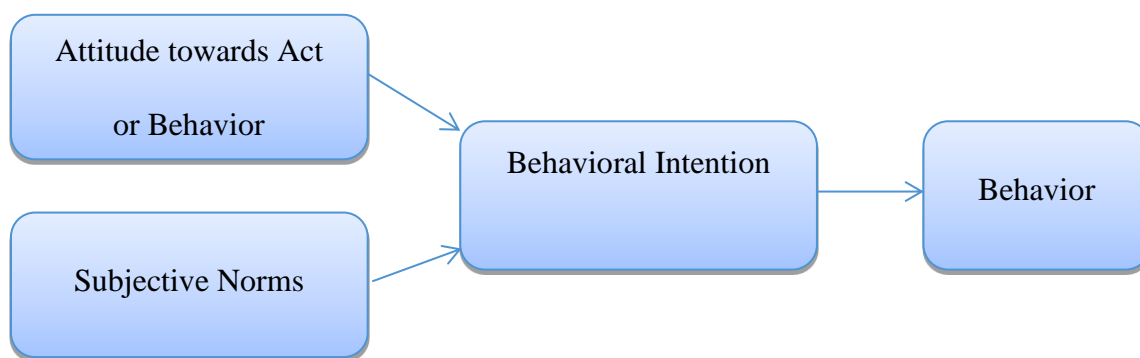 Attitude towards Act
or Behavior
Behavioral Intention
Behavior
Subjective Norms